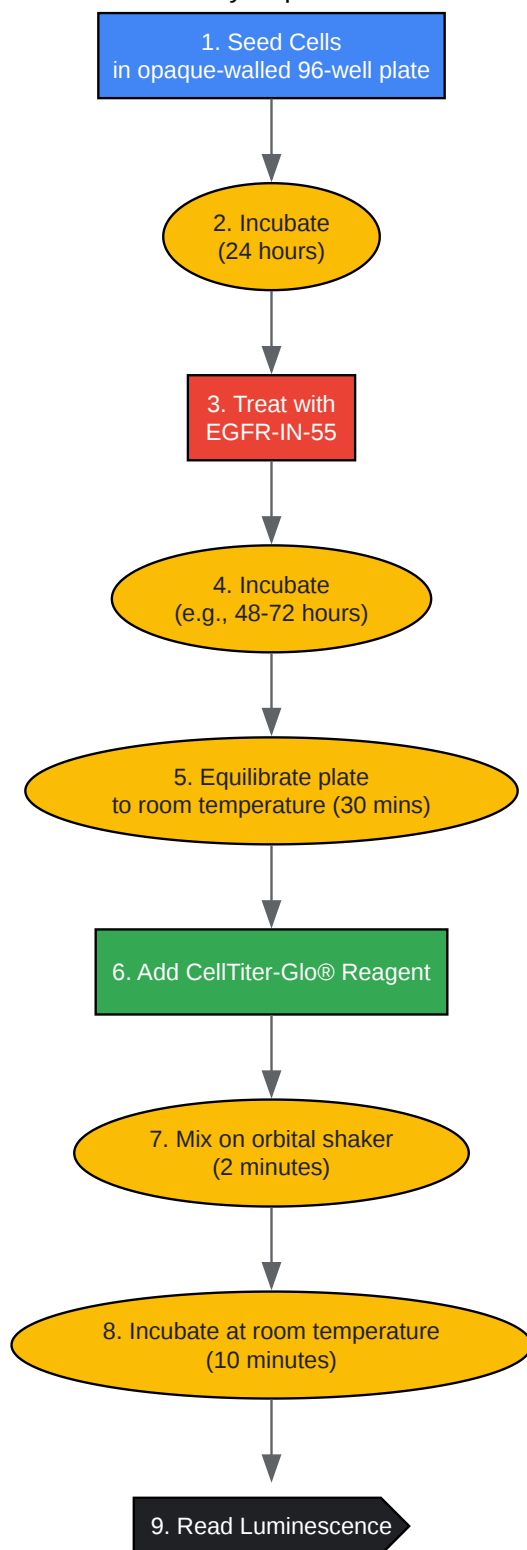 1. Seed Cells
in opaque-walled 96-well plate
2. Incubate
(24 hours)
3. Treat with
EGFR-IN-55
4. Incubate
(e.g., 48-72 hours)
5. Equilibrate plate
to room temperature (30 mins)
6. Add CellTiter-Glo® Reagent
7. Mix on orbital shaker
(2 minutes)
8. Incubate at room temperature
(10 minutes)
9. Read Luminescence